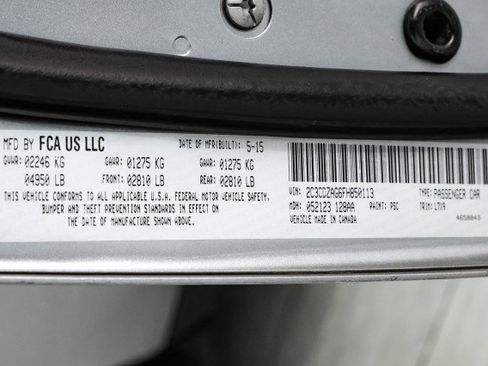 MFD BY FCA US LLC DATE OF MFR(BUILT): 5-15
GVWR: 02246 KG GAWR: 01275 KG GAWR: 01275 KG
04950 LB FRONT: 02810 LB REAR: 02810 LB
THIS VEHICLE CONFORMS TO ALL APPLICABLE U.S.A. FEDERAL MOTOR VEHICLE SAFETY,
BUMPER AND THEFT PREVENTION STANDARDS IN EFFECT ON
THE DATE OF MANUFACTURE SHOWN ABOVE.
VIN: 2C3CDZAG6FH850113 TYPE: PASSENGER CAR
MDH: 052123 128AA PAINT: PSC TRIM: L7X9
VEHICLE MADE IN CANADA 4658843